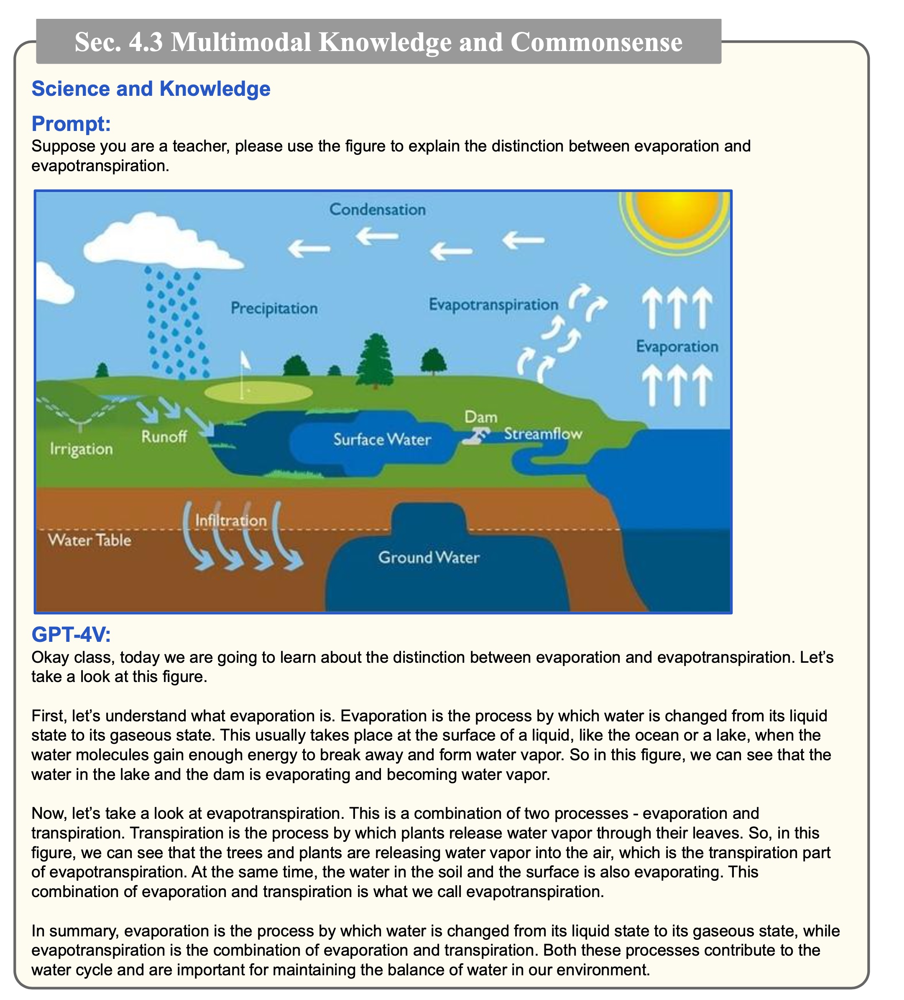 Sec. 4.3 Multimodal Knowledge and Commonsense
Science and Knowledge
Prompt:
Suppose you are a teacher, please use the figure to explain the distinction between evaporation and
evapotranspiration.
Condensation
Precipitation
Evapotranspiration
Evaporation
Dam
Streamflow
Surface Water
Runoff
Irrigation
Infiltration
Water Table
Ground Water
GPT-4V:
Okay class, today we are going to learn about the distinction between evaporation and evapotranspiration. Let’s
take a look at this figure.
First, let’s understand what evaporation is. Evaporation is the process by which water is changed from its liquid
state to its gaseous state. This usually takes place at the surface of a liquid, like the ocean or a lake, when the
water molecules gain enough energy to break away and form water vapor. So in this figure, we can see that the
water in the lake and the dam is evaporating and becoming water vapor.
Now, let’s take a look at evapotranspiration. This is a combination of two processes - evaporation and
transpiration. Transpiration is the process by which plants release water vapor through their leaves. So, in this
figure, we can see that the trees and plants are releasing water vapor into the air, which is the transpiration part
of evapotranspiration. At the same time, the water in the soil and the surface is also evaporating. This
combination of evaporation and transpiration is what we call evapotranspiration.
In summary, evaporation is the process by which water is changed from its liquid state to its gaseous state, while
evapotranspiration is the combination of evaporation and transpiration. Both these processes contribute to the
water cycle and are important for maintaining the balance of water in our environment.